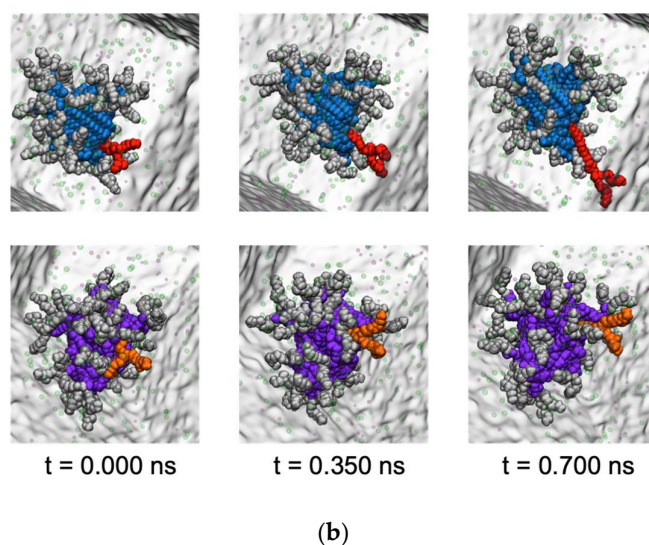 t = 0.000 ns t = 0.350 ns t = 0.700 ns
(b)